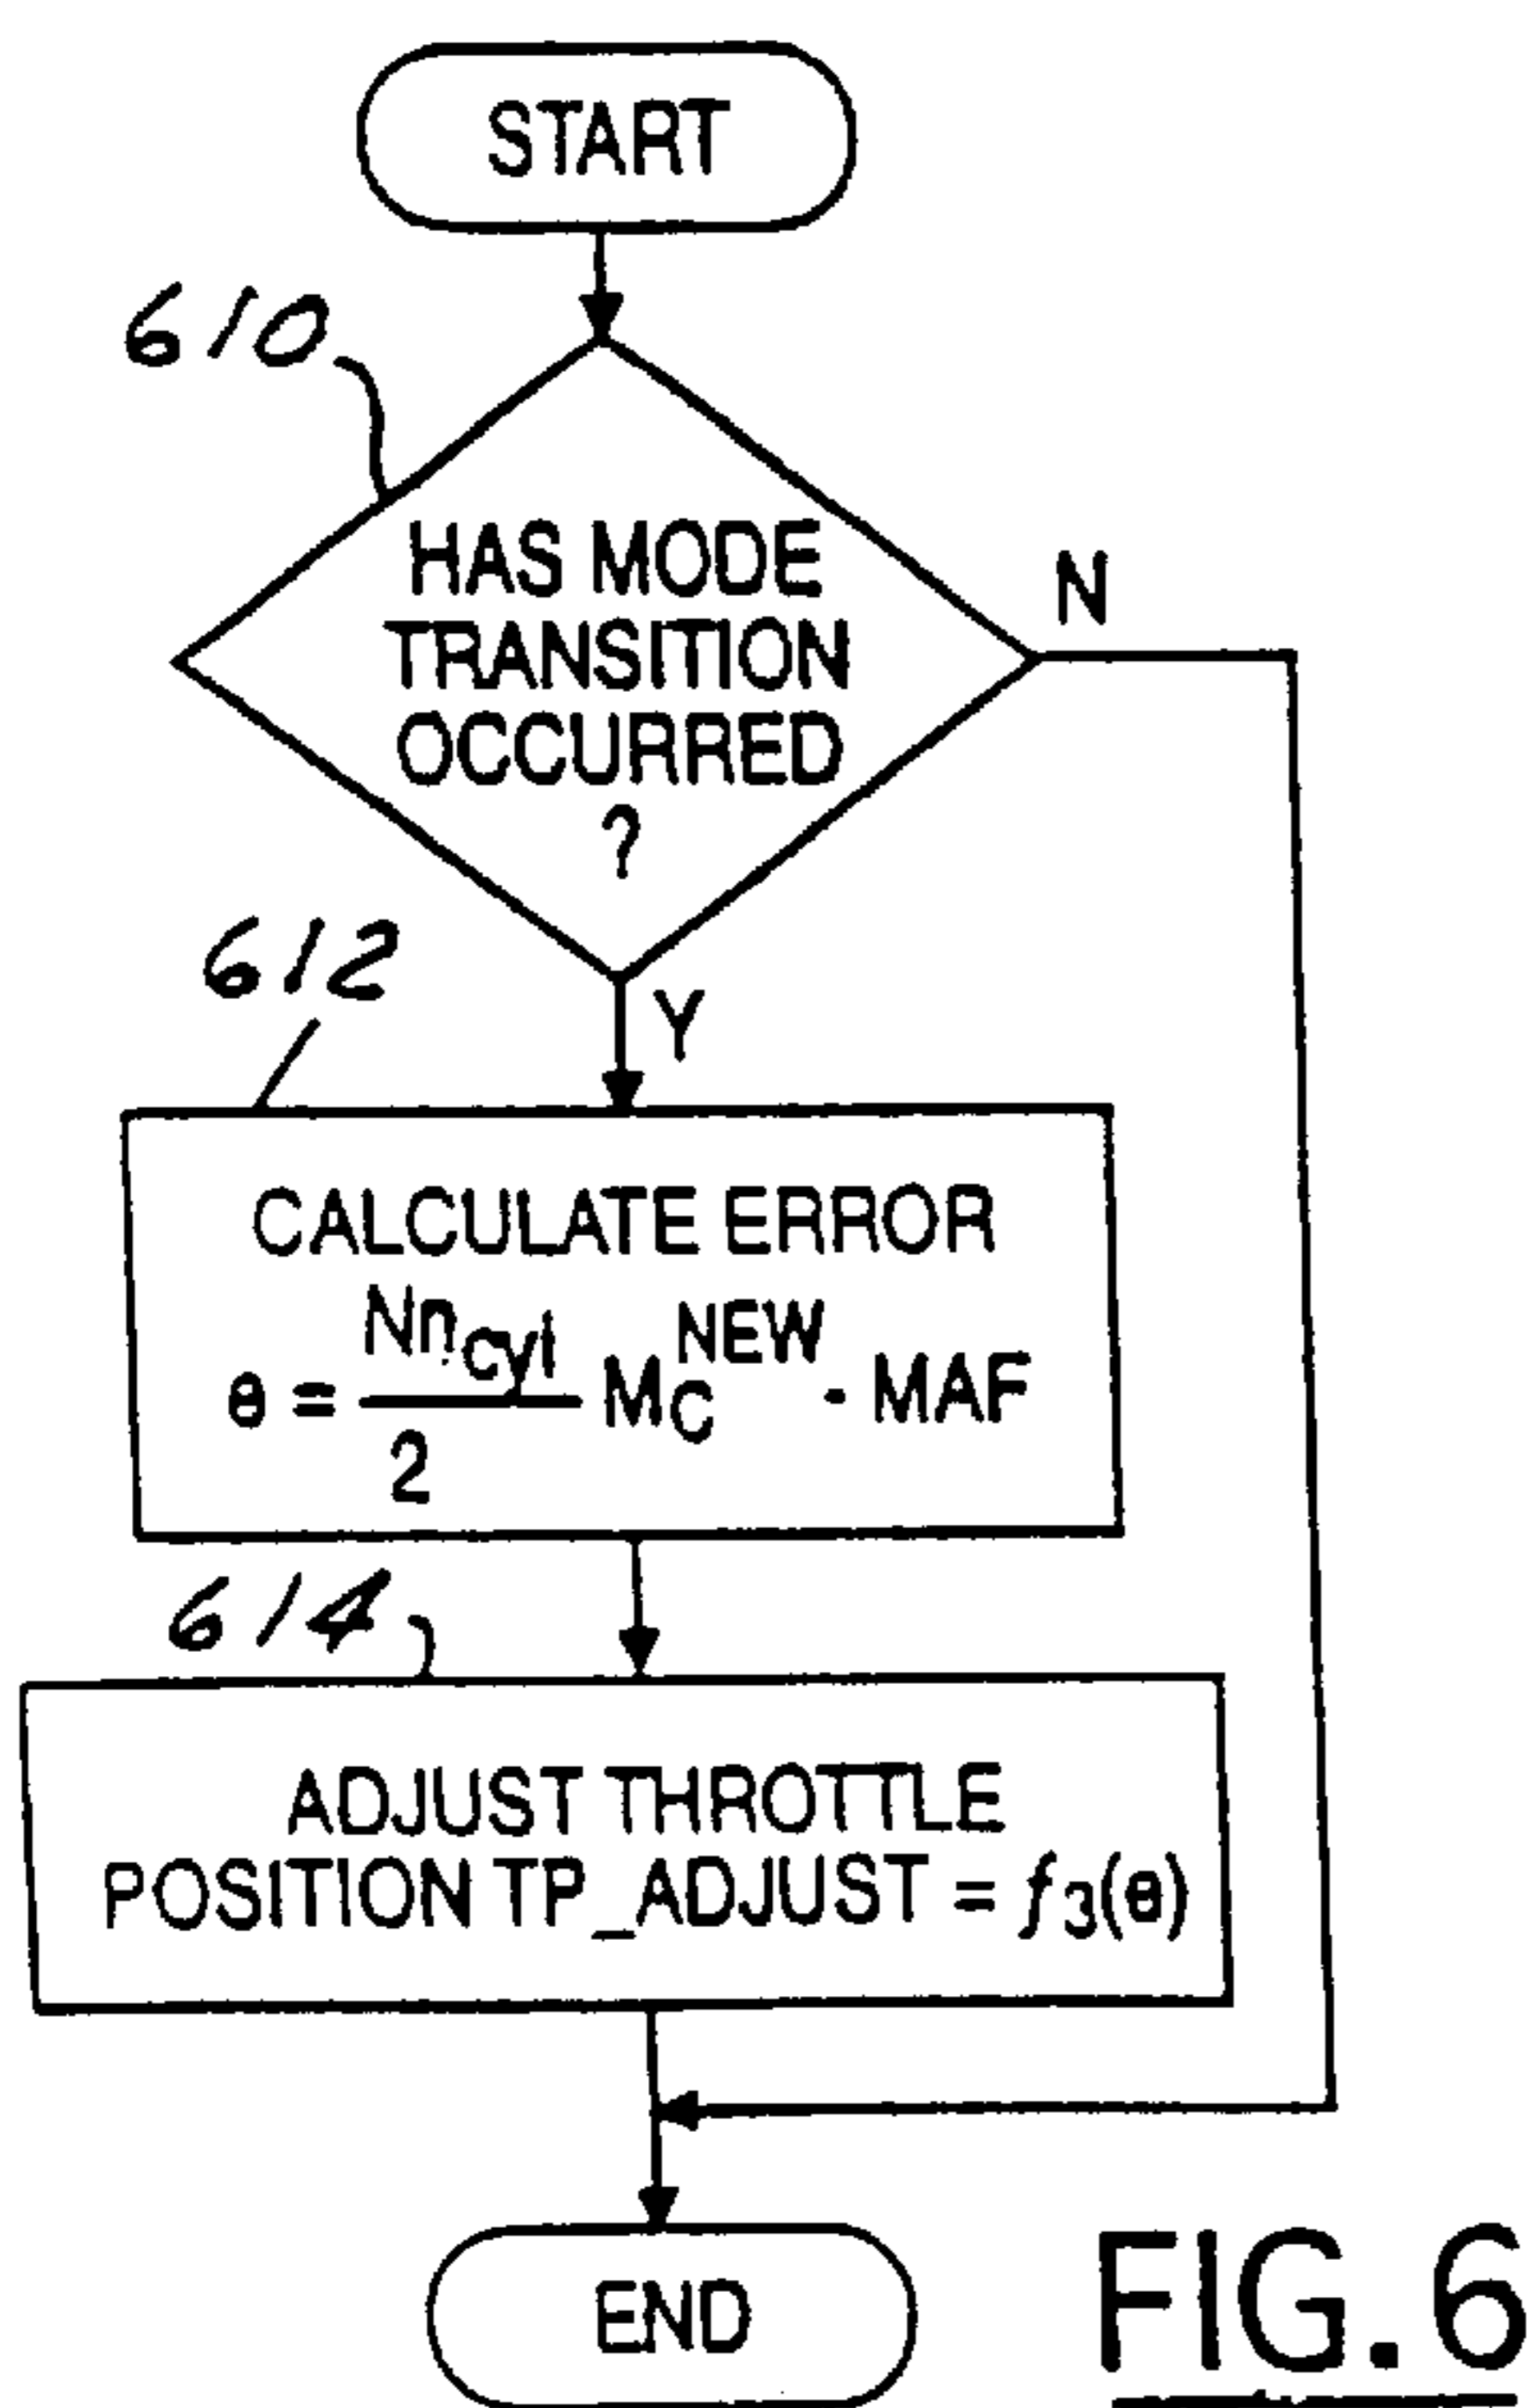 START
610
HAS MODE
TRANSITION
OCCURRED
?
N
Y
612
CALCULATE ERROR
e = Nn_cyl / 2 M_C^NEW - MAF
614
ADJUST THROTTLE
POSITION TP_ADJUST = f₃(e)
END
FIG. 6